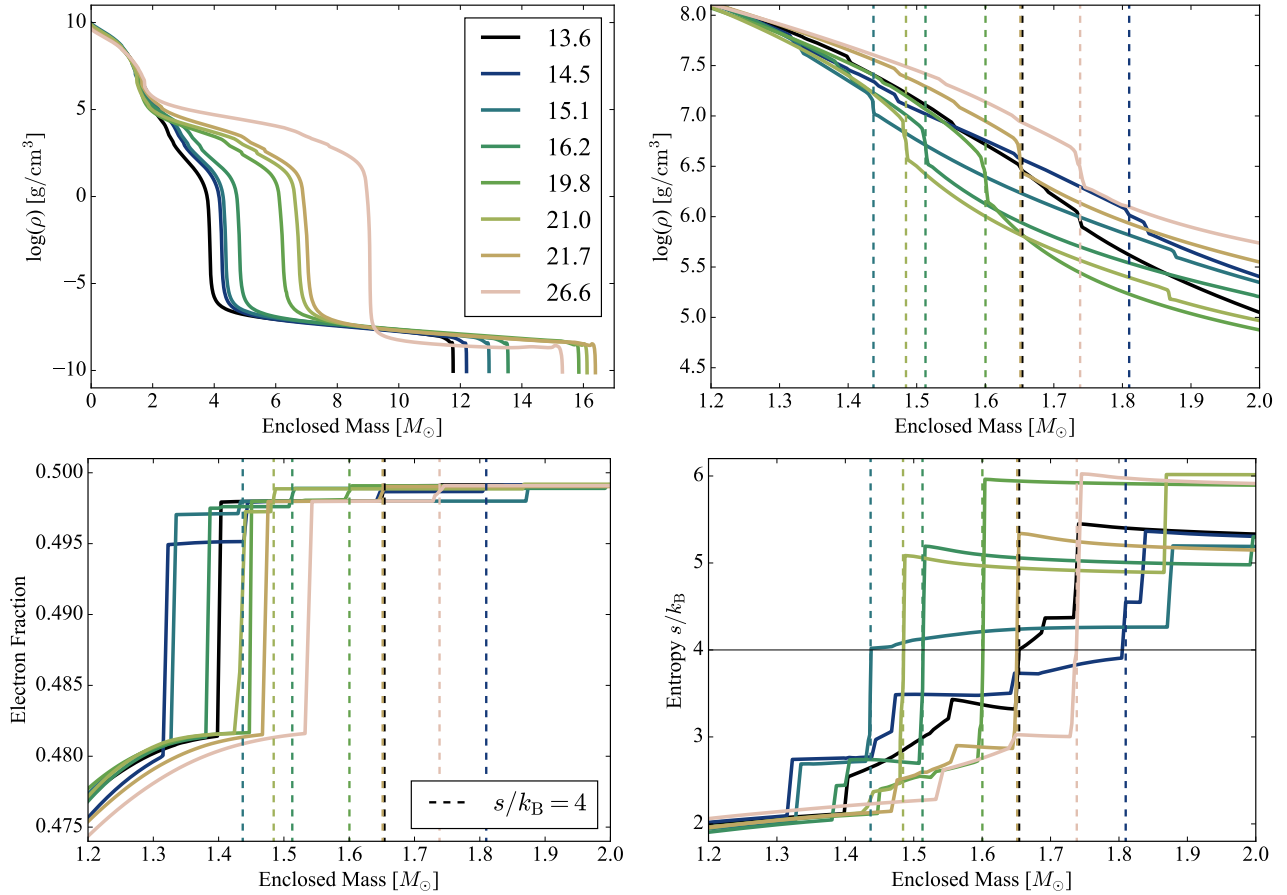 10
5
0
−5
−10
log(ρ) [g/cm³]
0 2 4 6 8 10 12 14 16
Enclosed Mass [M⊙]
13.6
14.5
15.1
16.2
19.8
21.0
21.7
26.6
8.0
7.5
7.0
6.5
6.0
5.5
5.0
4.5
log(ρ) [g/cm³]
1.2 1.3 1.4 1.5 1.6 1.7 1.8 1.9 2.0
Enclosed Mass [M⊙]
0.500
0.495
0.490
0.485
0.480
0.475
Electron Fraction
s/kB = 4
1.2 1.3 1.4 1.5 1.6 1.7 1.8 1.9 2.0
Enclosed Mass [M⊙]
6
5
4
3
2
Entropy s/kB
1.2 1.3 1.4 1.5 1.6 1.7 1.8 1.9 2.0
Enclosed Mass [M⊙]